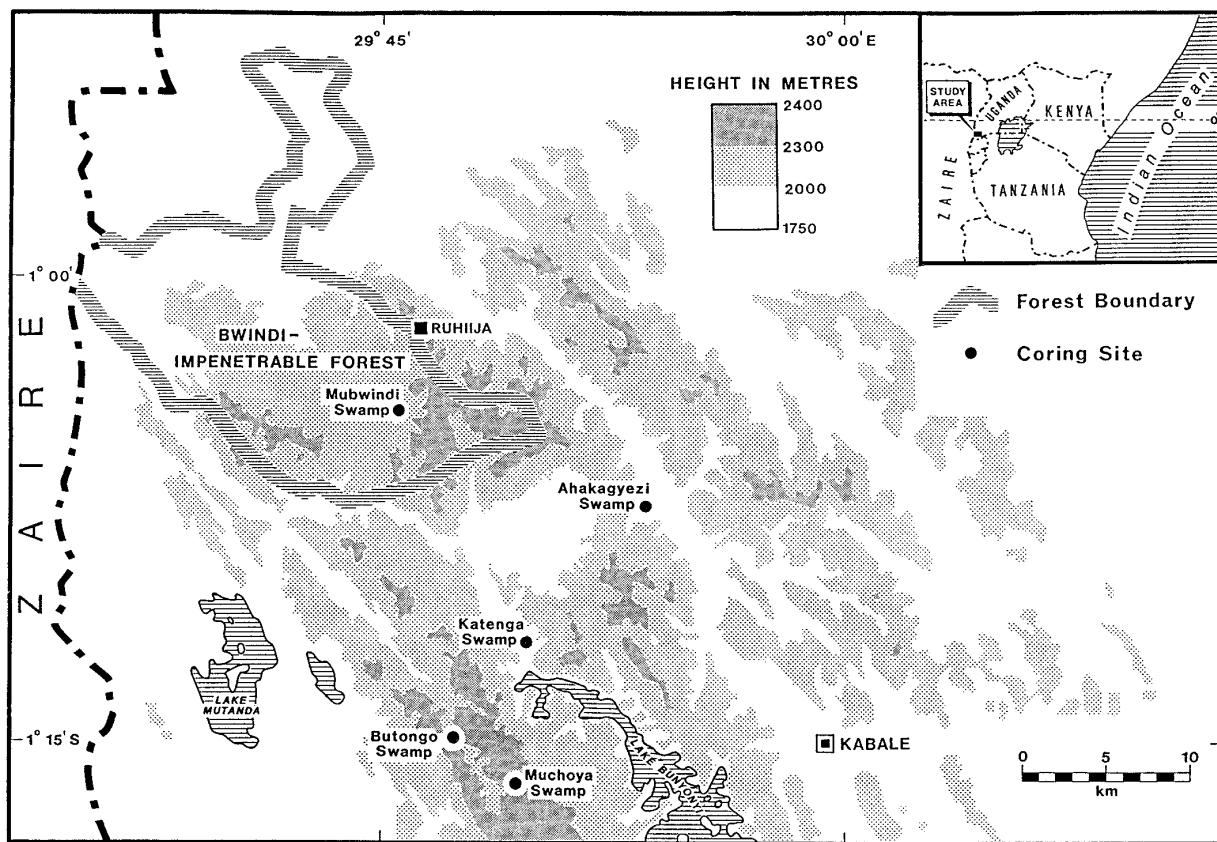 29° 45'
30° 00' E
HEIGHT IN METRES
2400
2300
2000
1750
STUDY
AREA
UGANDA
KENYA
0
ZAIRE
TANZANIA
Indian Ocean
1° 00'
Forest Boundary
Coring Site
BWINDI-
IMPENETRABLE FOREST
RUHIIJA
Mubwindi
Swamp
ZAIRE
Ahakagyezi
Swamp
Katenga
Swamp
LAKE
MUTANDA
Butongo
Swamp
1° 15' S
LAKE BUNYONYI
KABALE
Muchoya
Swamp
0 5 10
km